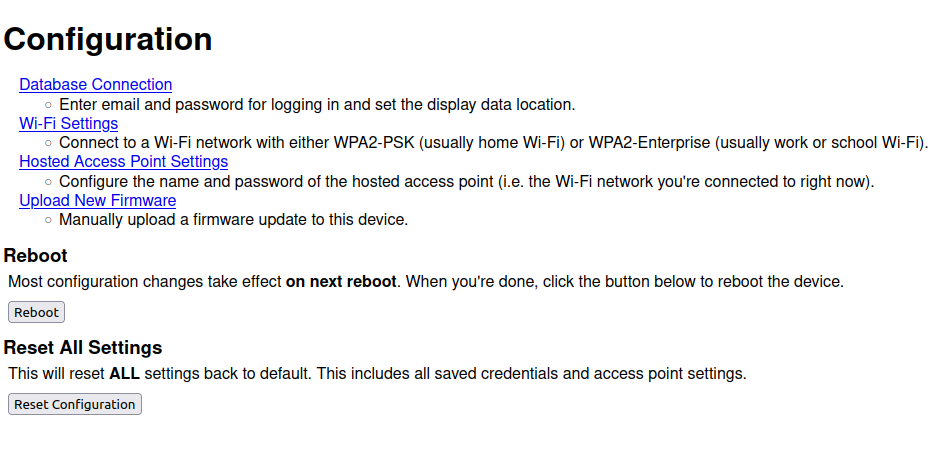 Configuration
Database Connection
Enter email and password for logging in and set the display data location.
Wi-Fi Settings
Connect to a Wi-Fi network with either WPA2-PSK (usually home Wi-Fi) or WPA2-Enterprise (usually work or school Wi-Fi).
Hosted Access Point Settings
Configure the name and password of the hosted access point (i.e. the Wi-Fi network you're connected to right now).
Upload New Firmware
Manually upload a firmware update to this device.
Reboot
Most configuration changes take effect on next reboot. When you're done, click the button below to reboot the device.
Reboot
Reset All Settings
This will reset ALL settings back to default. This includes all saved credentials and access point settings.
Reset Configuration